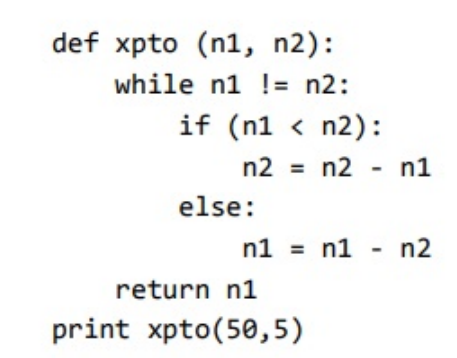 def xpto (n1, n2):
    while n1 != n2:
        if (n1 < n2):
            n2 = n2 - n1
        else:
            n1 = n1 - n2
    return n1
print xpto(50,5)